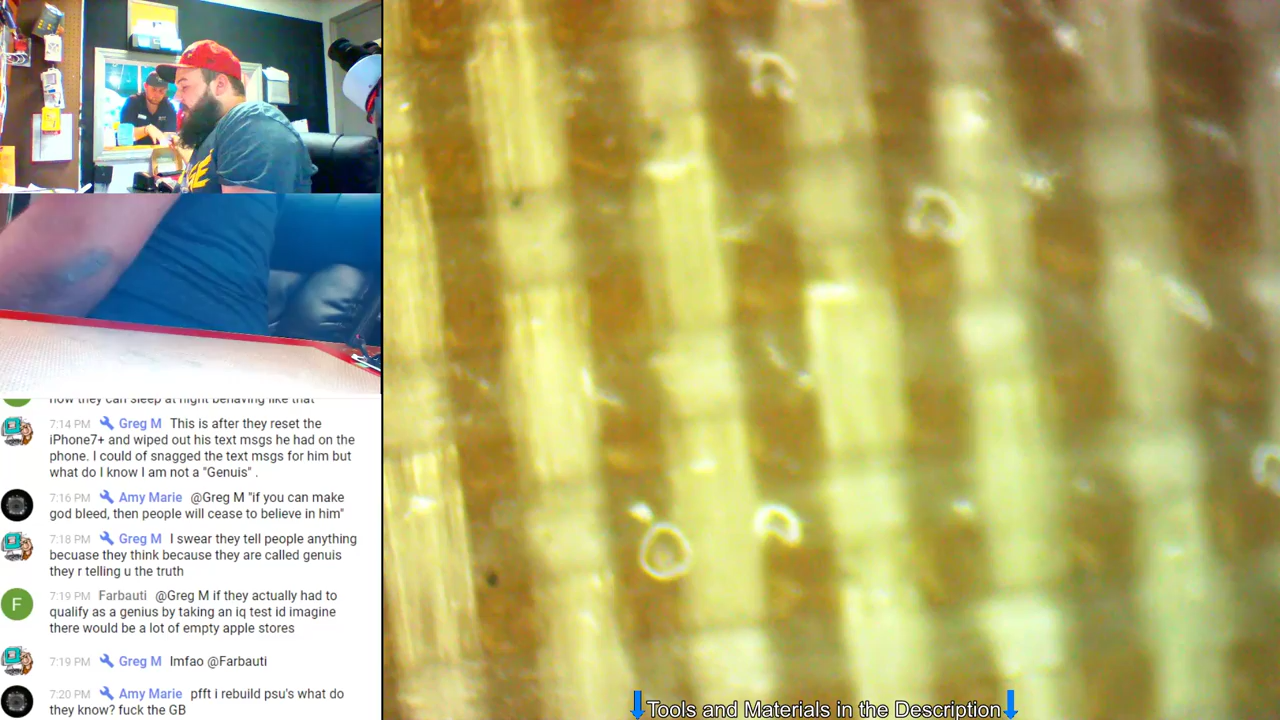 how they can sleep at night behaving like that
7:14 PM Greg M This is after they reset the
iPhone7+ and wiped out his text msgs he had on the
phone. I could of snagged the text msgs for him but
what do I know I am not a "Genuis" .
7:16 PM Amy Marie @Greg M "if you can make
god bleed, then people will cease to believe in him"
7:18 PM Greg M I swear they tell people anything
becuase they think because they are called genuis
they r telling u the truth
F
7:19 PM Farbauti @Greg M if they actually had to
qualify as a genius by taking an iq test id imagine
there would be a lot of empty apple stores
7:19 PM Greg M lmfao @Farbauti
7:20 PM Amy Marie pfft i rebuild psu's what do
they know? fuck the GB
Tools and Materials in the Description